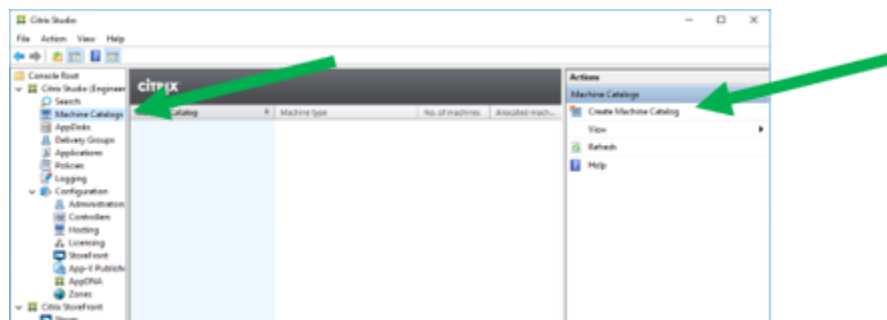 Citrix Studio
File Action View Help
Console Root
Citrix Studio (Engineer
Search
Machine Catalogs
AppDisks
Delivery Groups
Applications
Policies
Logging
Configuration
Administrators
Controllers
Hosting
Licensing
StoreFront
App-V Publishi
AppDNA
Zones
Citrix StoreFront
Stores
CITRIX
Catalog Machine type No. of machines Allocated mach...
Actions
Machine Catalogs
Create Machine Catalog
View
Refresh
Help